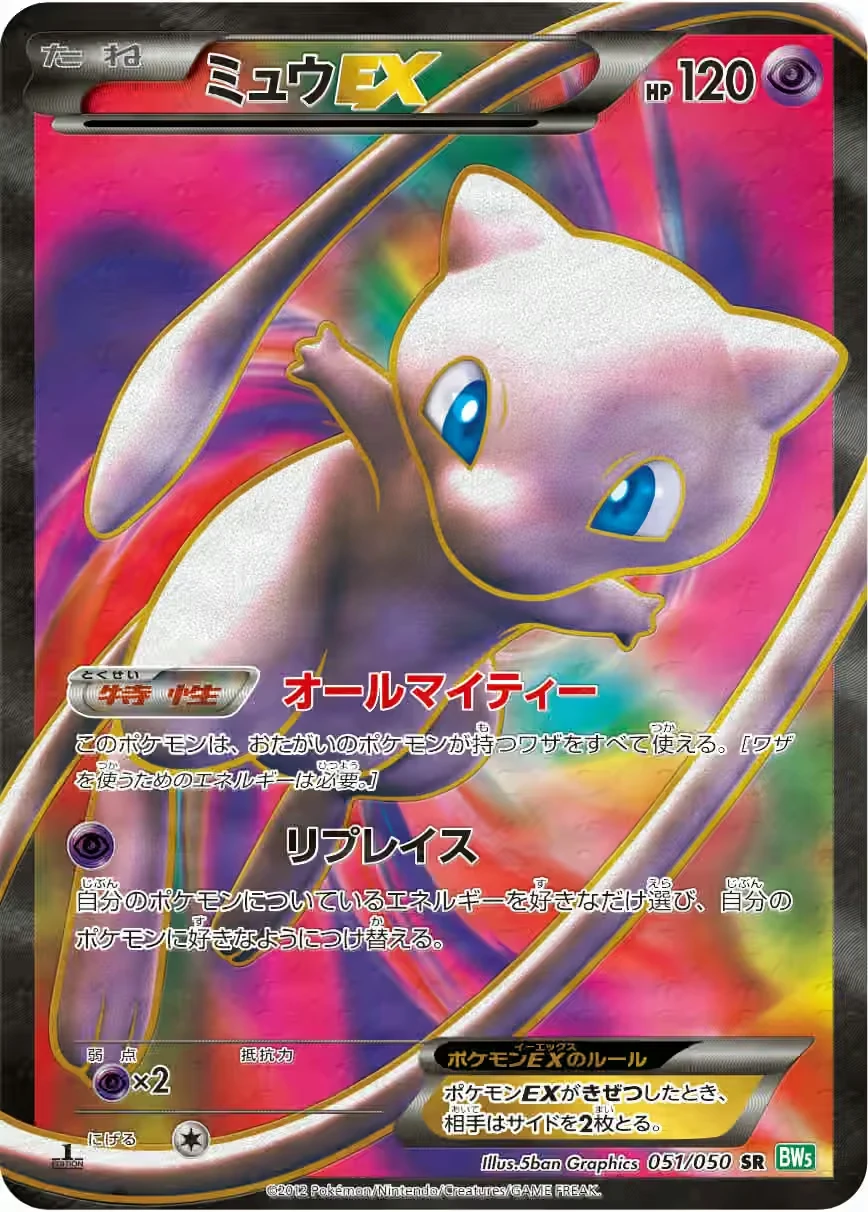 たね ミュウEX HP 120
とくせい
特性 オールマイティー
このポケモンは、おたがいのポケモンが持つワザをすべて使える。[ワザ
を使うためのエネルギーは必要。]
リプレイス
自分のポケモンについているエネルギーを好きなだけ選び、自分の
ポケモンに好きなようにつけ替える。
弱点 抵抗力
×2
にげる
イーエックス
ポケモンEXのルール
ポケモンEXがきぜつしたとき、
相手はサイドを2枚とる。
1 EDITION
Illus.5ban Graphics 051/050 SR BW5
©2012 Pokémon/Nintendo/Creatures/GAME FREAK.